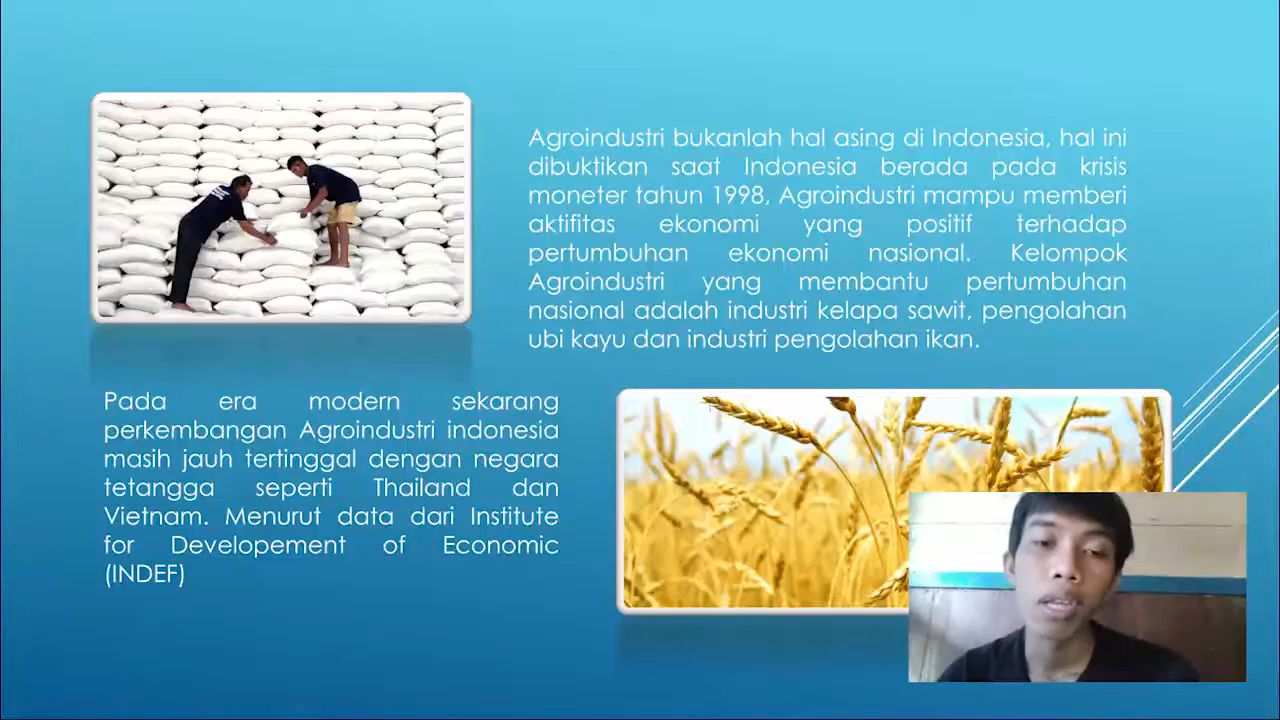 Agroindustri bukanlah hal asing di Indonesia, hal ini
dibuktikan saat Indonesia berada pada krisis
moneter tahun 1998, Agroindustri mampu memberi
aktifitas ekonomi yang positif terhadap
pertumbuhan ekonomi nasional. Kelompok
Agroindustri yang membantu pertumbuhan
nasional adalah industri kelapa sawit, pengolahan
ubi kayu dan industri pengolahan ikan.
Pada era modern sekarang
perkembangan Agroindustri indonesia
masih jauh tertinggal dengan negara
tetangga seperti Thailand dan
Vietnam. Menurut data dari Institute
for Developement of Economic
(INDEF)